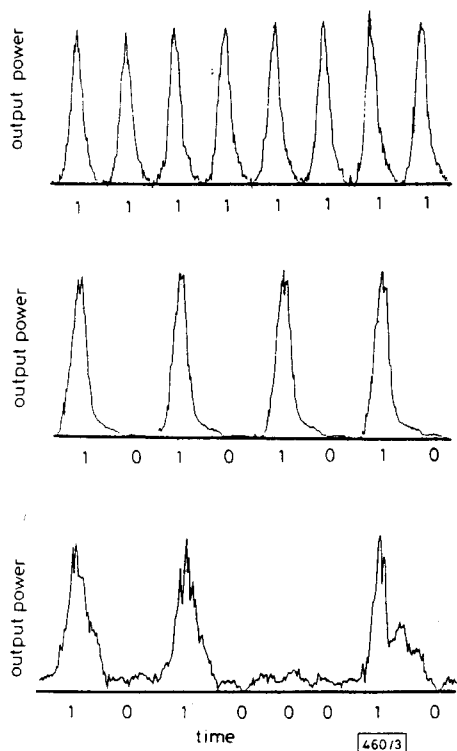 output power
1 1 1 1 1 1 1 1
output power
1 0 1 0 1 0 1 0
output power
1 0 1 0 0 0 1 0
time
460/3